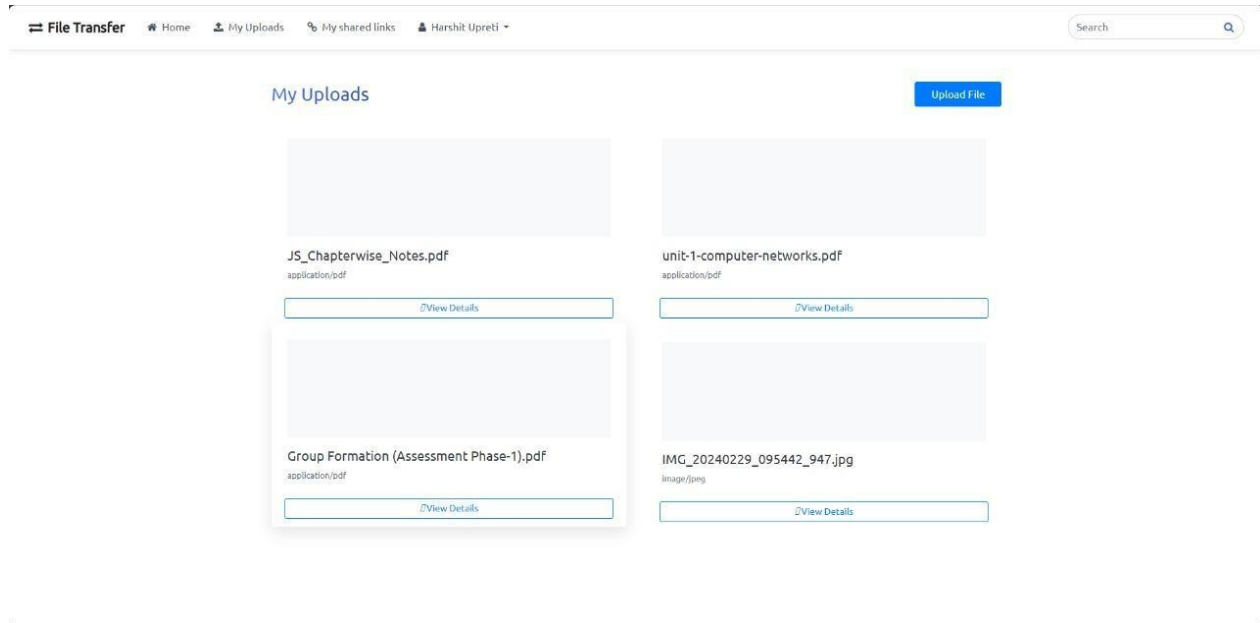 File Transfer Home My Uploads My shared links Harshit Upreti Search
My Uploads Upload File
JS_Chapterwise_Notes.pdf
application/pdf
View Details
unit-1-computer-networks.pdf
application/pdf
View Details
Group Formation (Assessment Phase-1).pdf
application/pdf
View Details
IMG_20240229_095442_947.jpg
image/jpeg
View Details